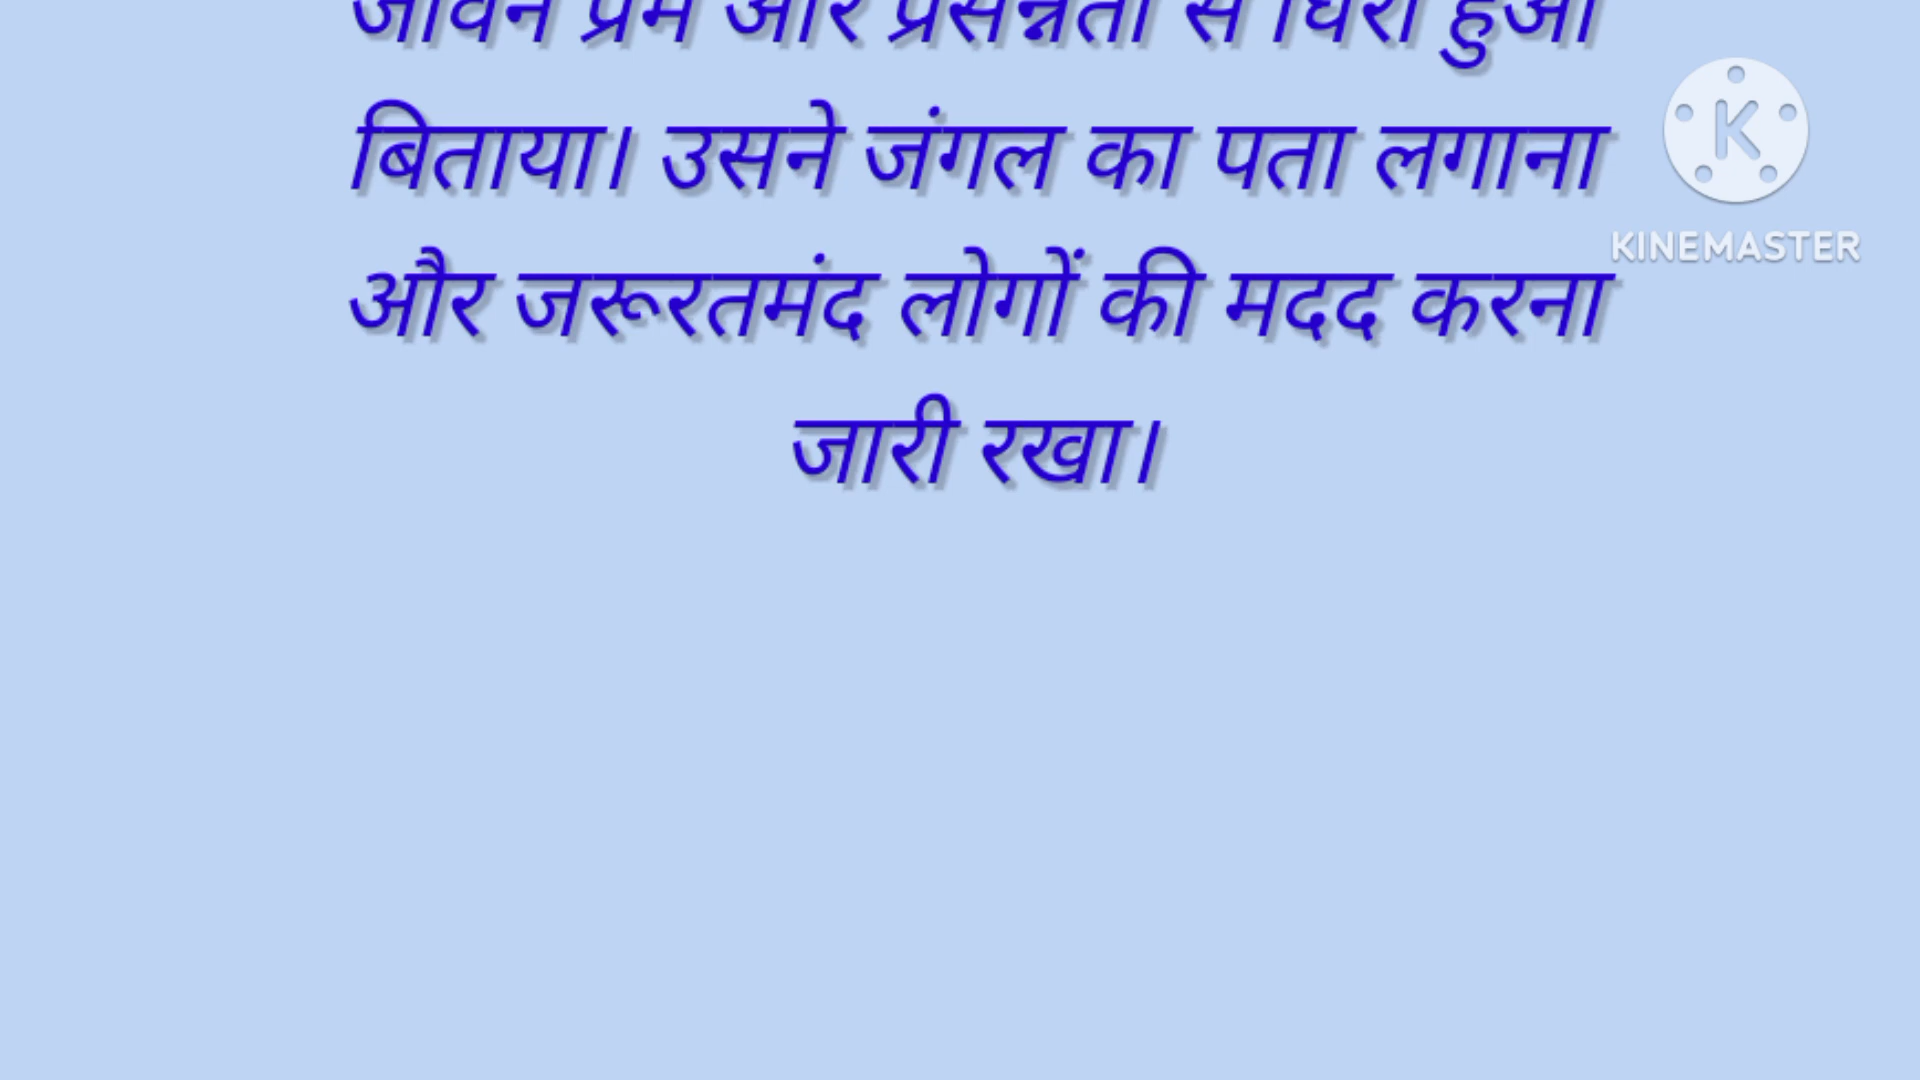 जीवन प्रेम और प्रसन्नता से घिरा हुआ
बिताया। उसने जंगल का पता लगाना
और जरूरतमंद लोगों की मदद करना
जारी रखा।
K
KINEMASTER